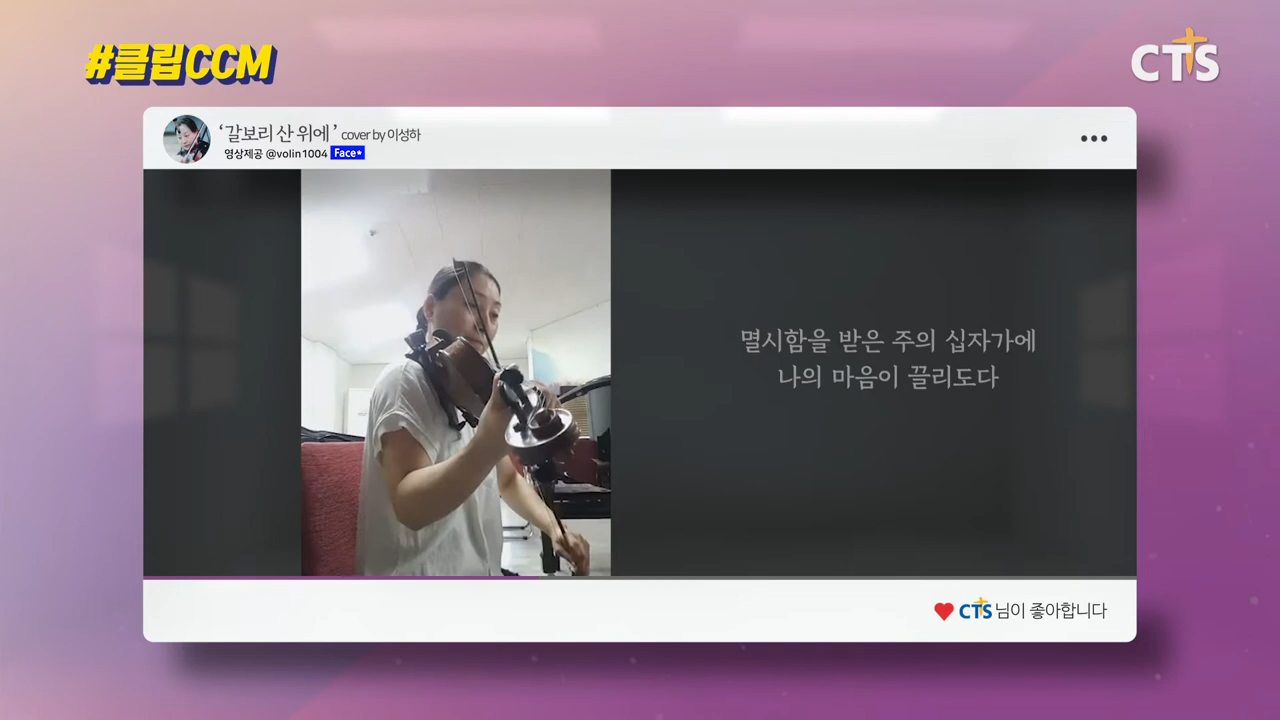 #클립CCM
CTS
‘갈보리 산 위에’ cover by 이성하
영상제공 @volin1004 Face*
멸시함을 받은 주의 십자가에
나의 마음이 끌리도다
CTS 님이 좋아합니다